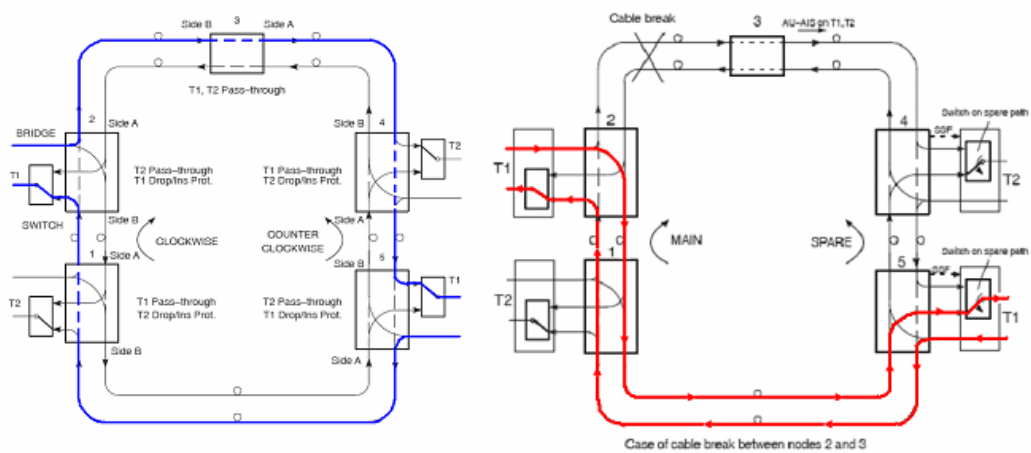 Side B
3
Side A
T1, T2 Pass-through
2
Side A
BRIDGE
T1
T2 Pass-through
T1 Drop/Ins Prot.
SWITCH
Side B
Side B
4
T2
T1 Pass-through
T2 Drop/Ins Prot.
Side A
CLOCKWISE
COUNTER
CLOCKWISE
1
Side A
T2
T1 Pass-through
T2 Drop/Ins Prot.
Side B
Side B
5
T1
T2 Pass-through
T1 Drop/Ins Prot.
Side A
Cable break
3
AU-AIS on T1,T2
2
T1
4
SSF
Switch on spare path
T2
MAIN
SPARE
1
T2
5
SSF
Switch on spare path
T1
Case of cable break between nodes 2 and 3